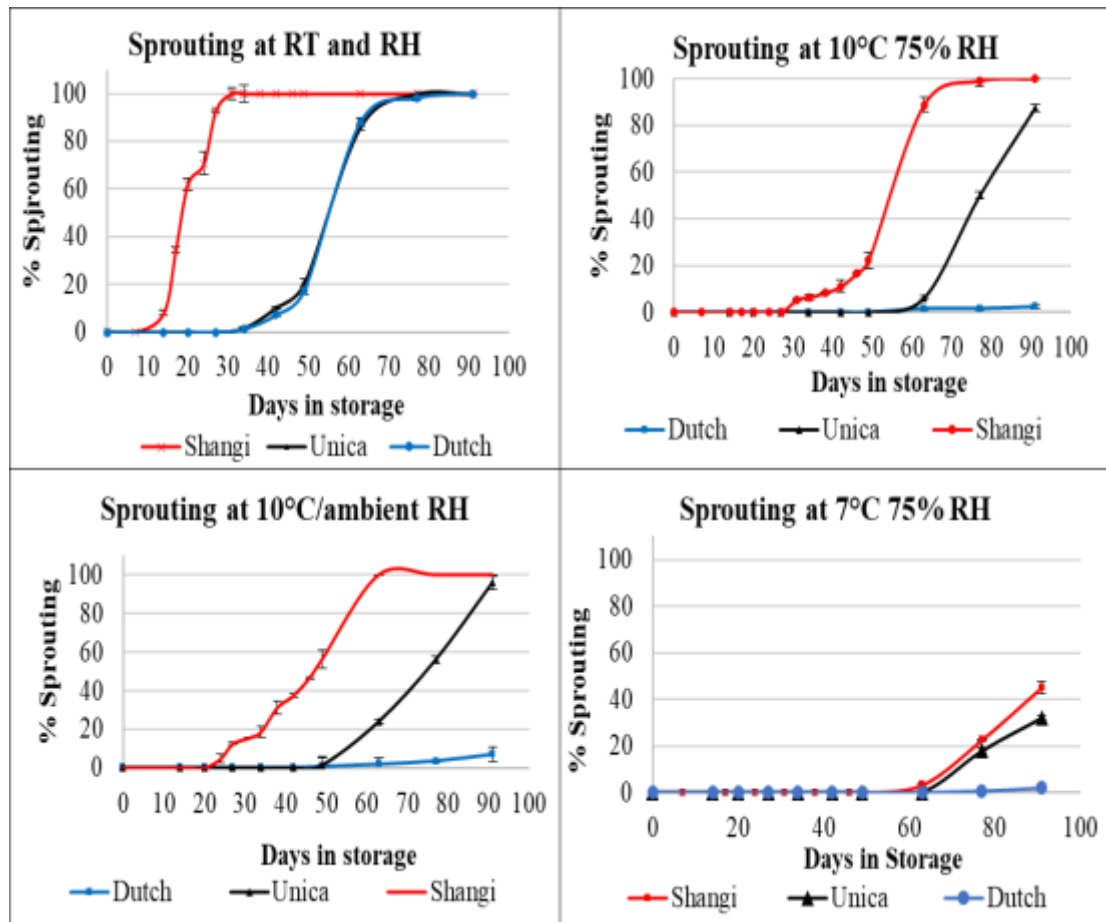 Sprouting at RT and RH
% Spjrouting
100
80
60
40
20
0
0 10 20 30 40 50 60 70 80 90 100
Days in storage
Shangi Unica Dutch
Sprouting at 10°C 75% RH
% Sprouting
100
80
60
40
20
0
0 10 20 30 40 50 60 70 80 90 100
Days in storage
Dutch Unica Shangi
Sprouting at 10°C/ambient RH
% Sprouting
100
80
60
40
20
0
0 10 20 30 40 50 60 70 80 90 100
Days in storage
Dutch Unica Shangi
Sprouting at 7°C 75% RH
% Sprouting
100
80
60
40
20
0
0 20 40 60 80 100
Days in Storage
Shangi Unica Dutch